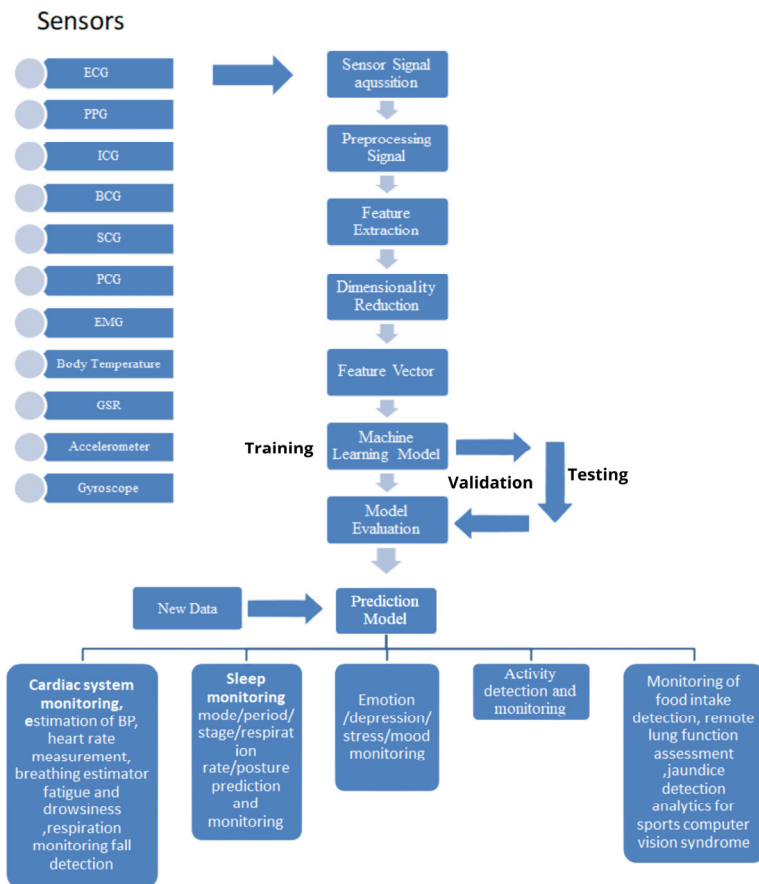 Sensors
ECG
PPG
ICG
BCG
SCG
PCG
EMG
Body Temperature
GSR
Accelerometer
Gyroscope
Sensor Signal
aqussition
Preprocessing
Signal
Feature
Extraction
Dimensionality
Reduction
Feature Vector
Training
Machine
Learning Model
Validation
Testing
Model
Evaluation
New Data
Prediction
Model
Cardiac system
monitoring,
estimation of BP,
heart rate
measurement,
breathing estimator
fatigue and
drowsiness
,respiration
monitoring fall
detection
Sleep
monitoring
mode/period/
stage/respirat
ion
rate/posture
prediction
and
monitoring
Emotion
/depression/
stress/mood
monitoring
Activity
detection and
monitoring
Monitoring of
food intake
detection, remote
lung function
assessment
,jaundice
detection
analytics for
sports computer
vision syndrome